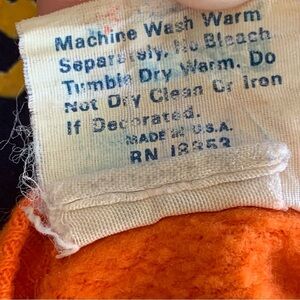 Machine Wash Warm
Separately. No Bleach
Tumble Dry Warm. Do
Not Dry Clean Or Iron
If Decorated.
MADE IN U.S.A.
RN 18353